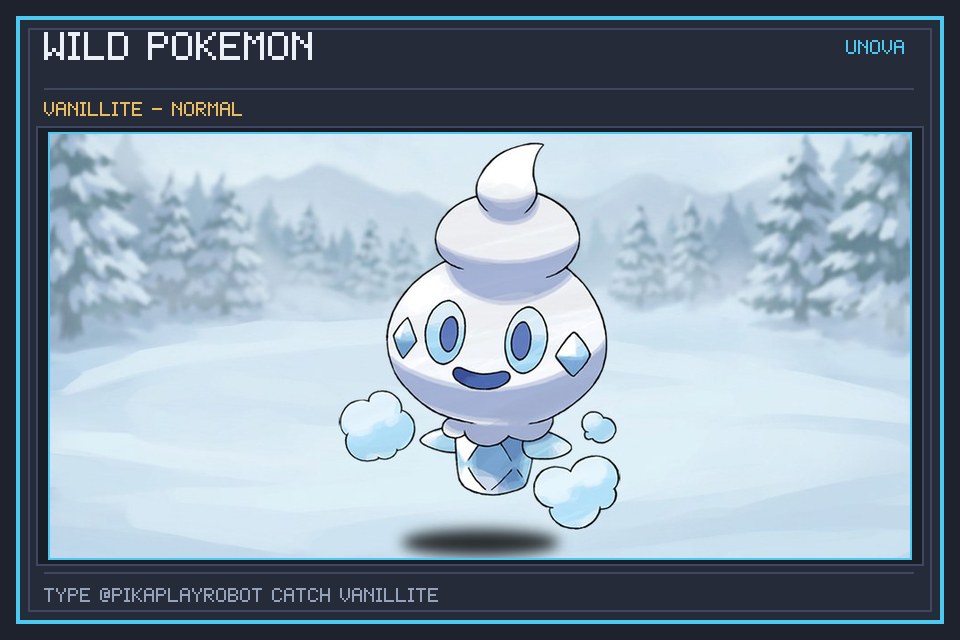 WILD POKEMON
UNOVA
VANILLITE - NORMAL
TYPE @PIKAPLAYROBOT CATCH VANILLITE